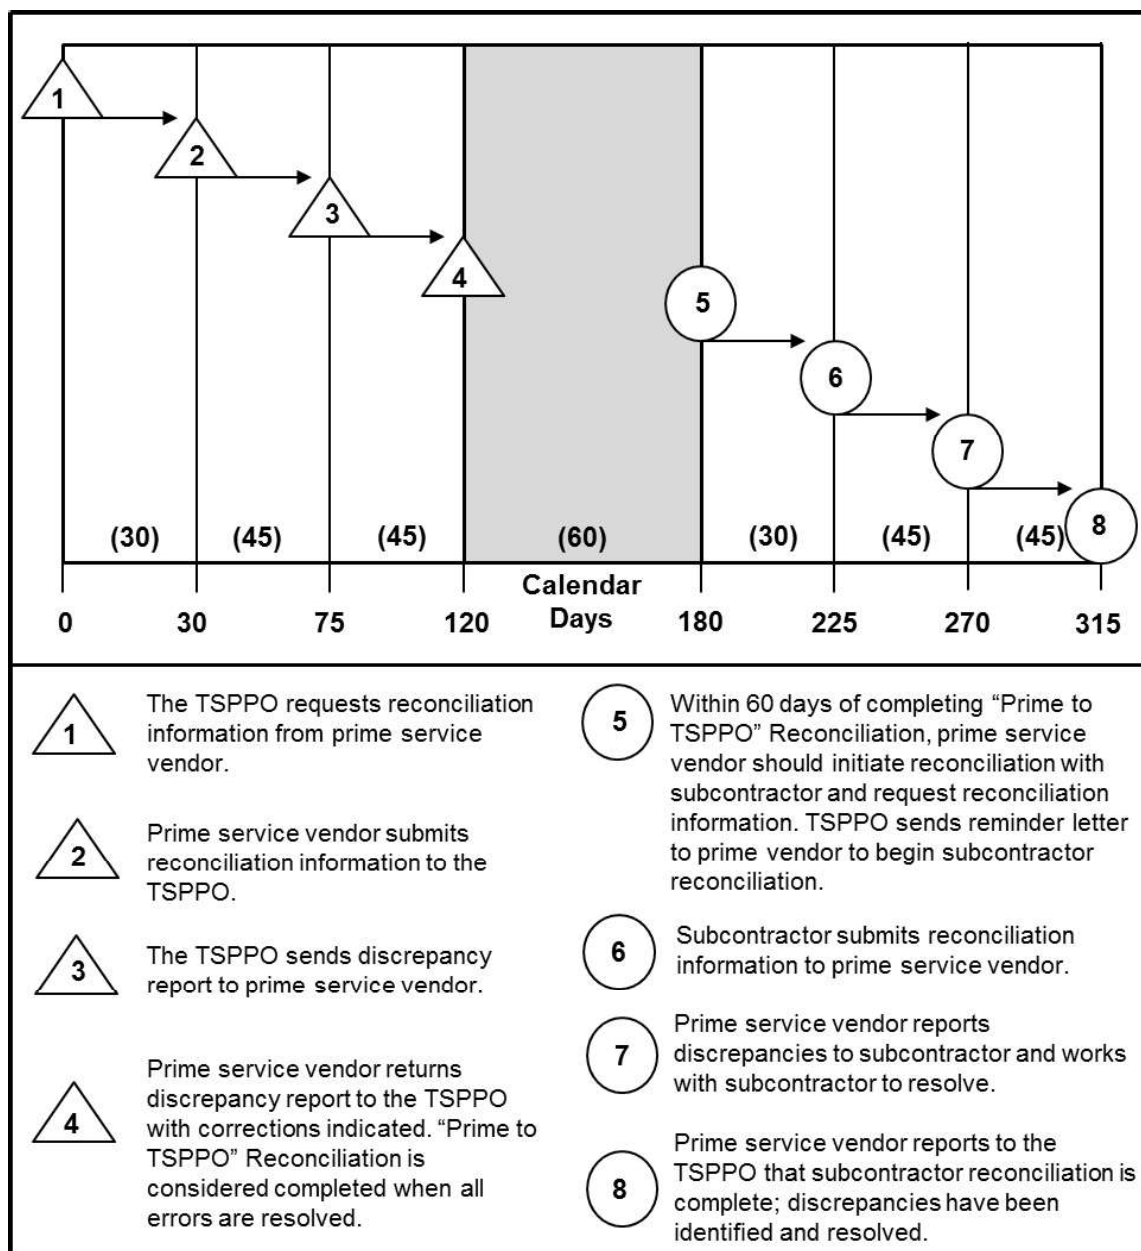 1
2
3
4
5
6
7
8
(30) (45) (45) (60) (30) (45) (45)
Calendar
Days
0 30 75 120 180 225 270 315
1
The TSPPO requests reconciliation
information from prime service
vendor.
2
Prime service vendor submits
reconciliation information to the
TSPPO.
3
The TSPPO sends discrepancy
report to prime service vendor.
4
Prime service vendor returns
discrepancy report to the TSPPO
with corrections indicated. “Prime to
TSPPO” Reconciliation is
considered completed when all
errors are resolved.
5
Within 60 days of completing “Prime to
TSPPO” Reconciliation, prime service
vendor should initiate reconciliation with
subcontractor and request reconciliation
information. TSPPO sends reminder letter
to prime vendor to begin subcontractor
reconciliation.
6
Subcontractor submits reconciliation
information to prime service vendor.
7
Prime service vendor reports
discrepancies to subcontractor and works
with subcontractor to resolve.
8
Prime service vendor reports to the
TSPPO that subcontractor reconciliation is
complete; discrepancies have been
identified and resolved.